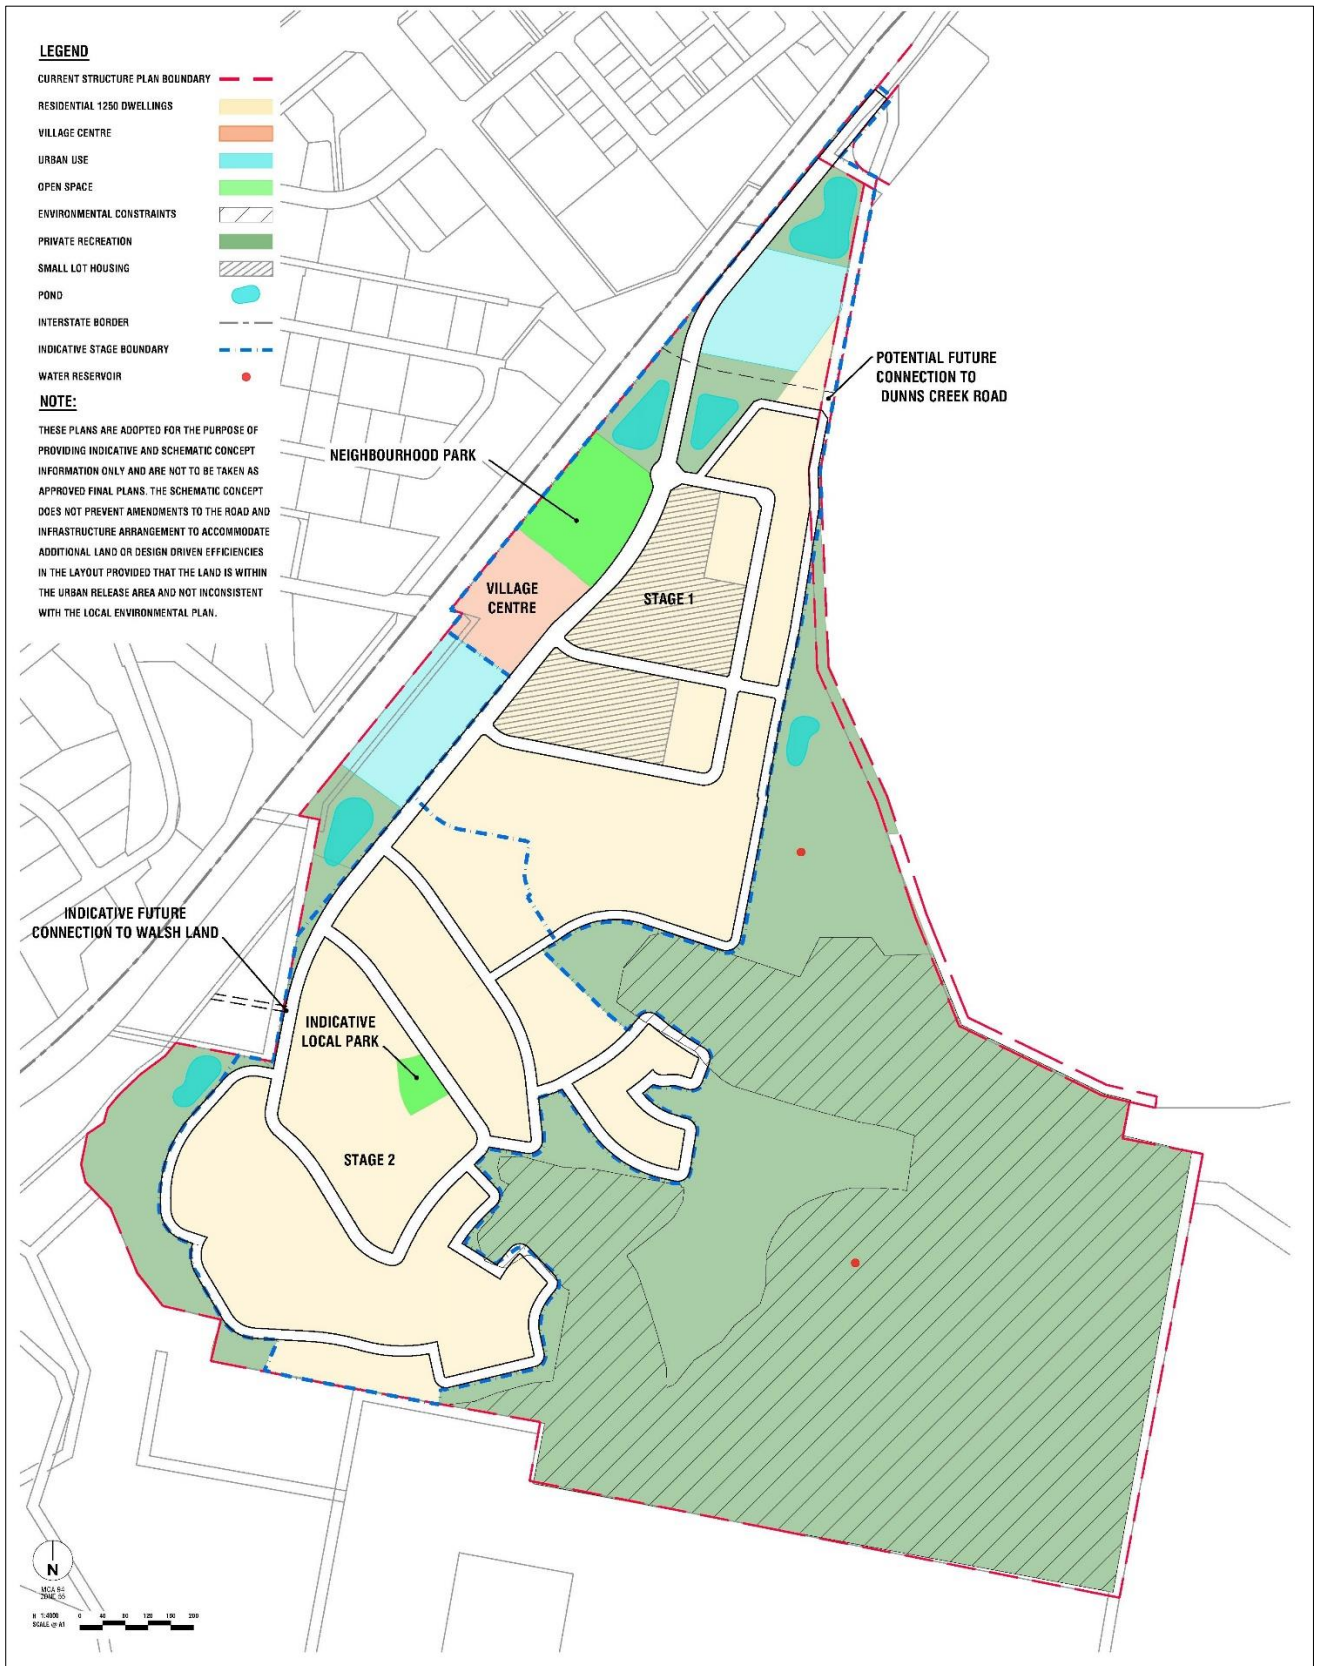 LEGEND
CURRENT STRUCTURE PLAN BOUNDARY
RESIDENTIAL 1250 DWELLINGS
VILLAGE CENTRE
URBAN USE
OPEN SPACE
ENVIRONMENTAL CONSTRAINTS
PRIVATE RECREATION
SMALL LOT HOUSING
POND
INTERSTATE BORDER
INDICATIVE STAGE BOUNDARY
WATER RESERVOIR
NOTE:
THESE PLANS ARE ADOPTED FOR THE PURPOSE OF
PROVIDING INDICATIVE AND SCHEMATIC CONCEPT
INFORMATION ONLY AND ARE NOT TO BE TAKEN AS
APPROVED FINAL PLANS. THE SCHEMATIC CONCEPT
DOES NOT PREVENT AMENDMENTS TO THE ROAD AND
INFRASTRUCTURE ARRANGEMENT TO ACCOMMODATE
ADDITIONAL LAND OR DESIGN DRIVEN EFFICIENCIES
IN THE LAYOUT PROVIDED THAT THE LAND IS WITHIN
THE URBAN RELEASE AREA AND NOT INCONSISTENT
WITH THE LOCAL ENVIRONMENTAL PLAN.
POTENTIAL FUTURE
CONNECTION TO
DUNNS CREEK ROAD
NEIGHBOURHOOD PARK
VILLAGE
CENTRE
STAGE 1
INDICATIVE FUTURE
CONNECTION TO WALSH LAND
INDICATIVE
LOCAL PARK
STAGE 2
N
MGA 94
ZONE 55
1:4000
SCALE @ A1
0 40 80 120 160 200